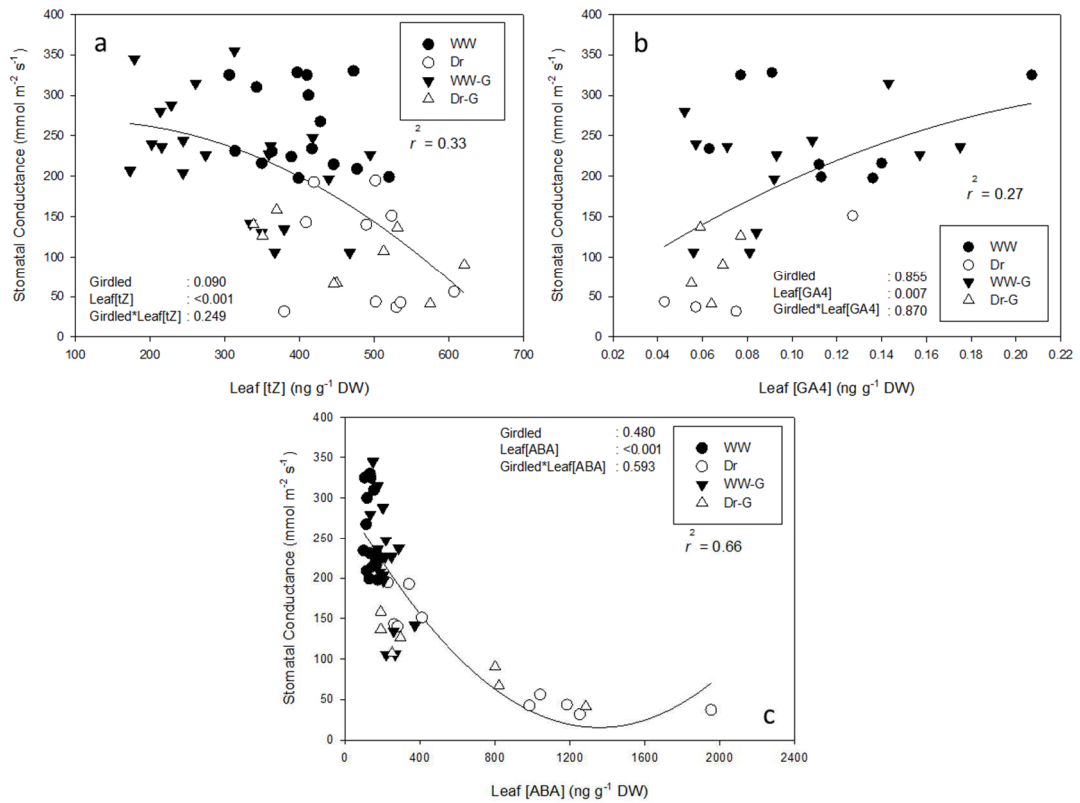 a
WW
Dr
WW-G
Dr-G
r² = 0.33
Stomatal Conductance (mmol m⁻² s⁻¹)
400
350
300
250
200
150
100
50
0
Girdled : 0.090
Leaf[tZ] : <0.001
Girdled*Leaf[tZ] : 0.249
100 200 300 400 500 600 700
Leaf [tZ] (ng g⁻¹ DW)
b
r² = 0.27
WW
Dr
WW-G
Dr-G
Stomatal Conductance (mmol m⁻² s⁻¹)
400
350
300
250
200
150
100
50
0
Girdled : 0.855
Leaf[GA4] : 0.007
Girdled*Leaf[GA4] : 0.870
0.02 0.04 0.06 0.08 0.10 0.12 0.14 0.16 0.18 0.20 0.22
Leaf [GA4] (ng g⁻¹ DW)
Girdled : 0.480
Leaf[ABA] : <0.001
Girdled*Leaf[ABA] : 0.593
WW
Dr
WW-G
Dr-G
r² = 0.66
Stomatal Conductance (mmol m⁻² s⁻¹)
400
350
300
250
200
150
100
50
0
c
0 400 800 1200 1600 2000 2400
Leaf [ABA] (ng g⁻¹ DW)